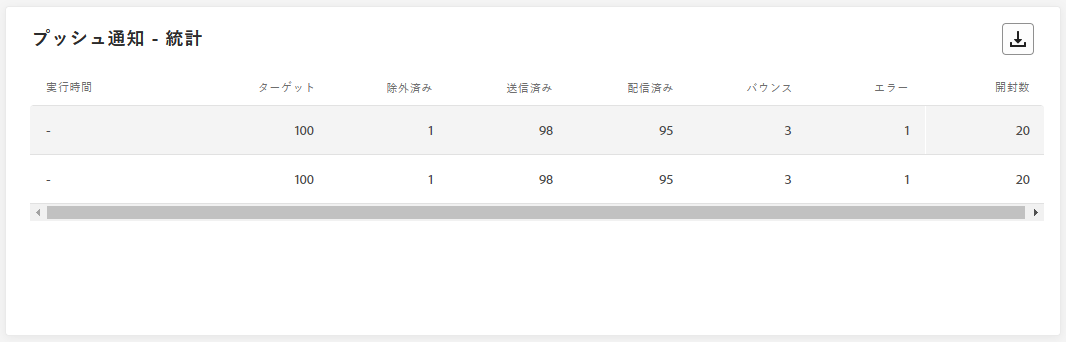 プッシュ通知 - 統計
実行時間 ターゲット 除外済み 送信済み 配信済み バウンス エラー 開封数
- 100 1 98 95 3 1 20
- 100 1 98 95 3 1 20